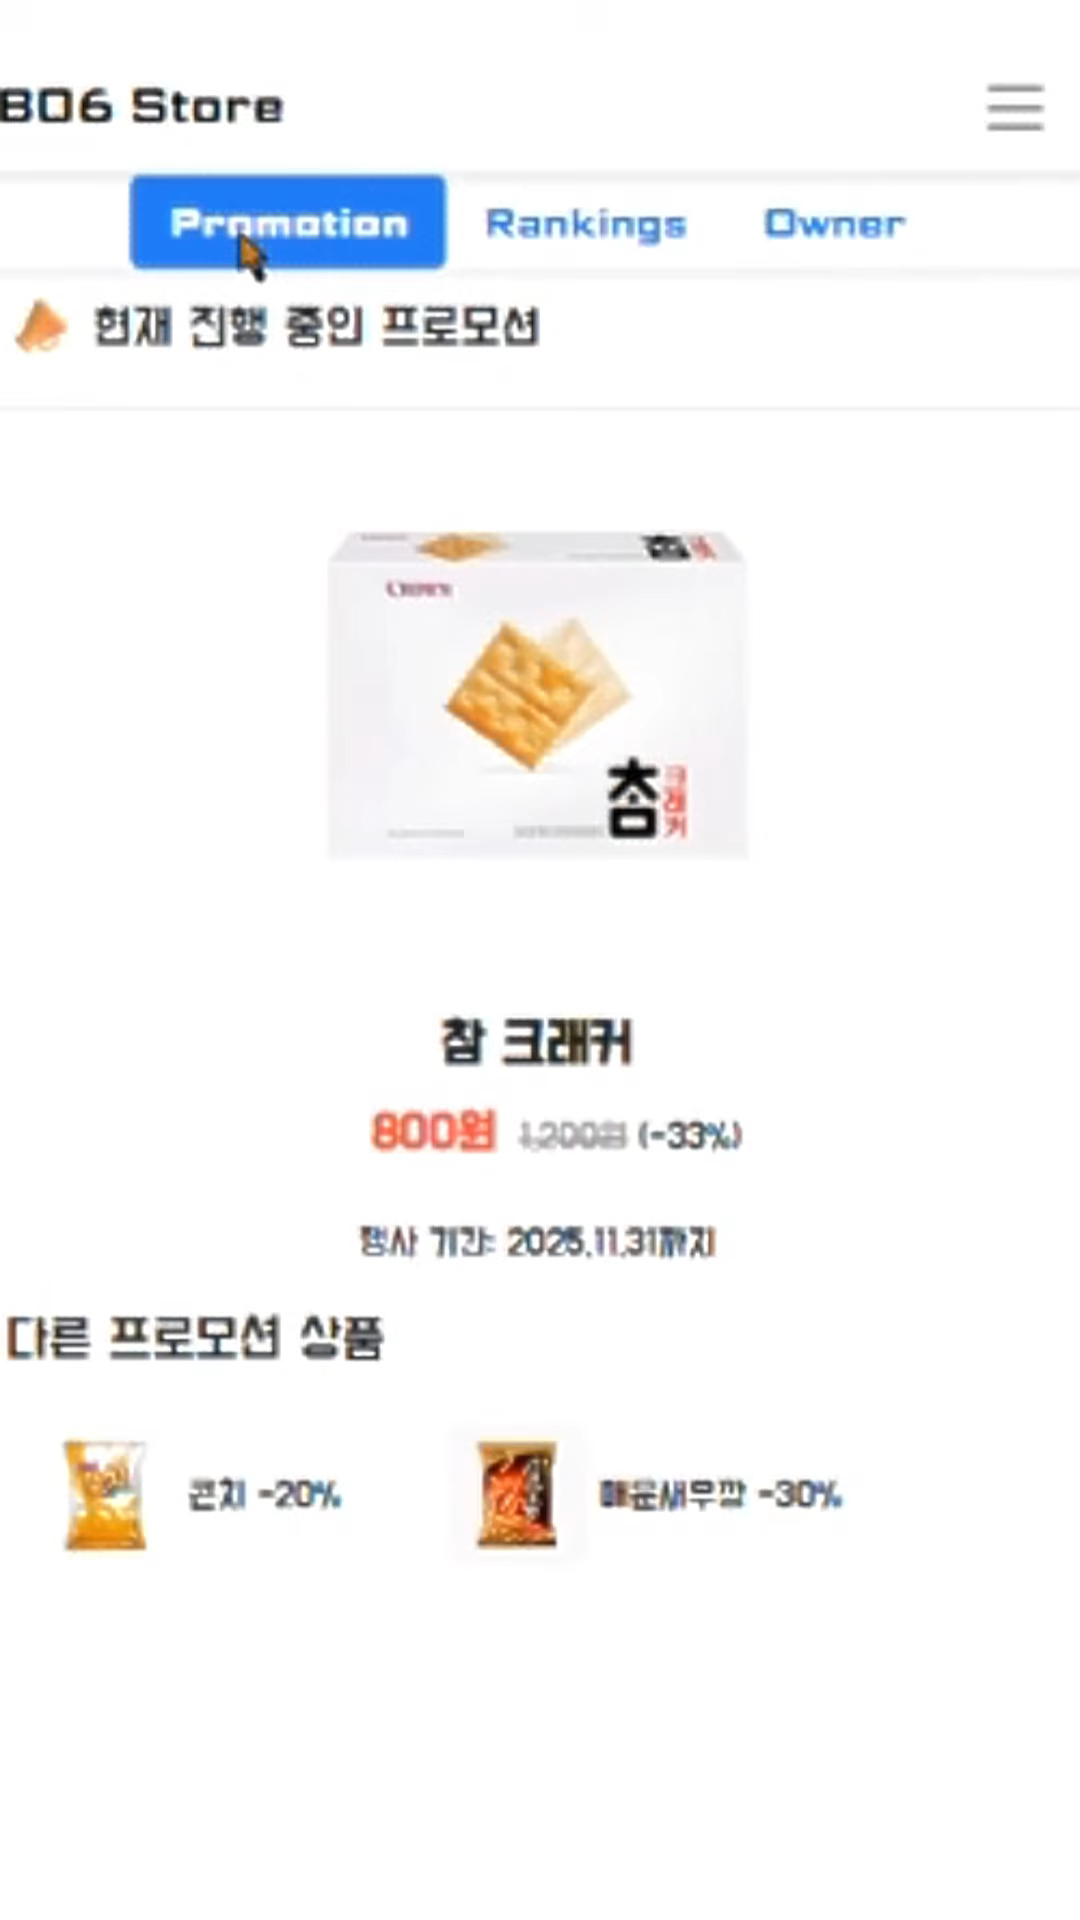 B06 Store
Promotion Rankings Owner
현재 진행 중인 프로모션
CROWN
참
크래커
참 크래커
800원 1,200원 (-33%)
행사 기간: 2025.11.31까지
다른 프로모션 상품
콘치 -20% 매운새우깡 -30%